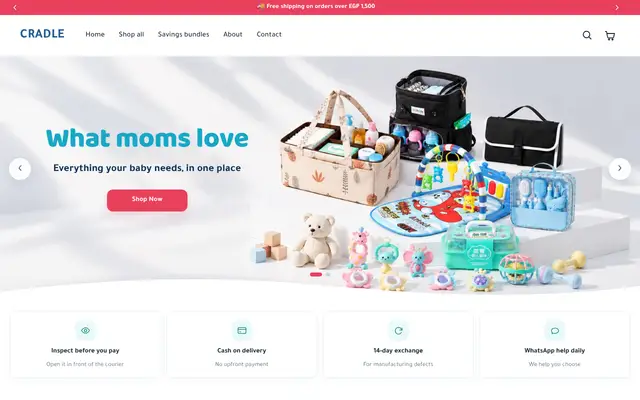 🚚 Free shipping on orders over EGP 1,500
CRADLE
Home
Shop all
Savings bundles
About
Contact
What moms love
Everything your baby needs, in one place
Shop Now
Inspect before you pay
Open it in front of the courier
Cash on delivery
No upfront payment
14-day exchange
For manufacturing defects
WhatsApp help daily
We help you choose